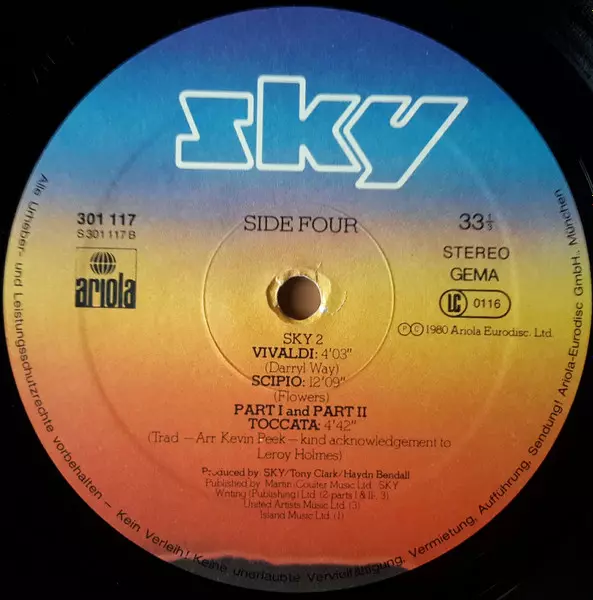 sky
301 117
S 301 117 B
SIDE FOUR
33⅓
ariola
STEREO
GEMA
LC 0116
ⓅⒸ 1980 Ariola Eurodisc. Ltd.
SKY 2
VIVALDI: 4'03"
(Darryl Way)
SCIPIO: 12'09"
(Flowers)
PART I and PART II
TOCCATA: 4'42"
(Trad — Arr. Kevin Peek — kind acknowledgement to
Leroy Holmes)
Produced by: SKY/Tony Clark/Haydn Bendall
Published by: Martin Coulter Music Ltd. SKY
Writing (Publishing) Ltd. (2-parts I & II, 3)
United Artists Music Ltd. (3)
Island Music Ltd. (1)
Alle Urheber- und Leistungsschutzrechte vorbehalten – Kein Verleih! Keine unerlaubte Vervielfältigung, Vermietung, Aufführung, Sendung! Ariola-Eurodisc GmbH., München